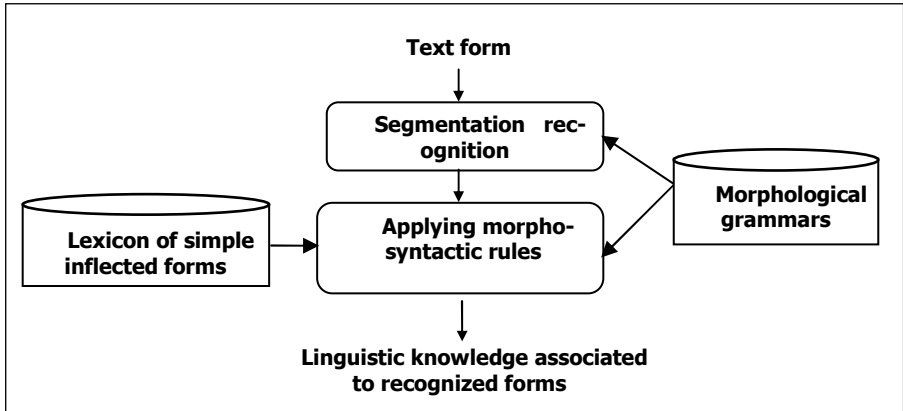 Text form
Segmentation rec-
ognition
Morphological
grammars
Lexicon of simple
inflected forms
Applying morpho-
syntactic rules
Linguistic knowledge associated
to recognized forms